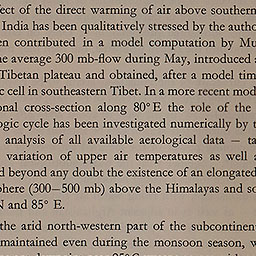 ect of the direct warming of air above southern
India has been qualitatively stressed by the autho
en contributed in a model computation by Mu
ne average 300 mb-flow during May, introduced a
Tibetan plateau and obtained, after a model tim
c cell in southeastern Tibet. In a more recent mod
onal cross-section along 80° E the role of the
ogic cycle has been investigated numerically by t
analysis of all available aerological data — ta
variation of upper air temperatures as well a
d beyond any doubt the existence of an elongated
phere (300—500 mb) above the Himalayas and so
N and 85° E.
the arid north-western part of the subcontinen
maintained even during the monsoon season, w